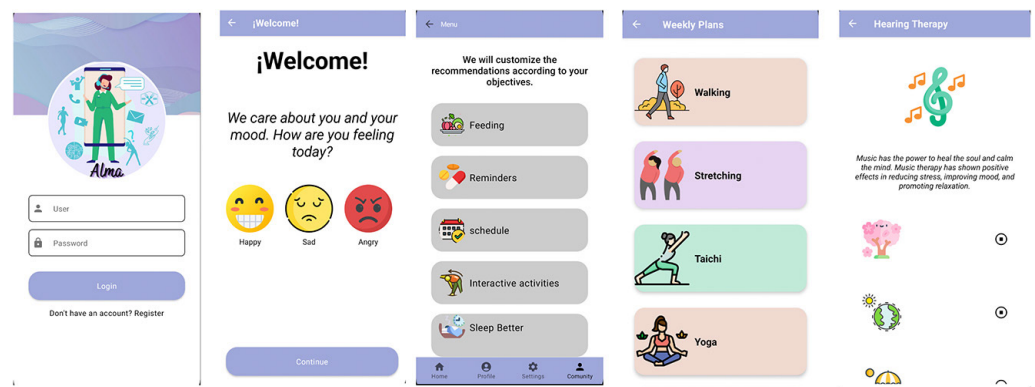 Alma
User
Password
Login
Don't have an account? Register
¡Welcome!
¡Welcome!
We care about you and your
mood. How are you feeling
today?
Happy
Sad
Angry
Continue
Menu
We will customize the
recommendations according to your
objectives.
Feeding
Reminders
schedule
Interactive activities
Sleep Better
Home
Profile
Settings
Comunity
Weekly Plans
Walking
Stretching
Taichi
Yoga
Hearing Therapy
Music has the power to heal the soul and calm
the mind. Music therapy has shown positive
effects in reducing stress, improving mood, and
promoting relaxation.